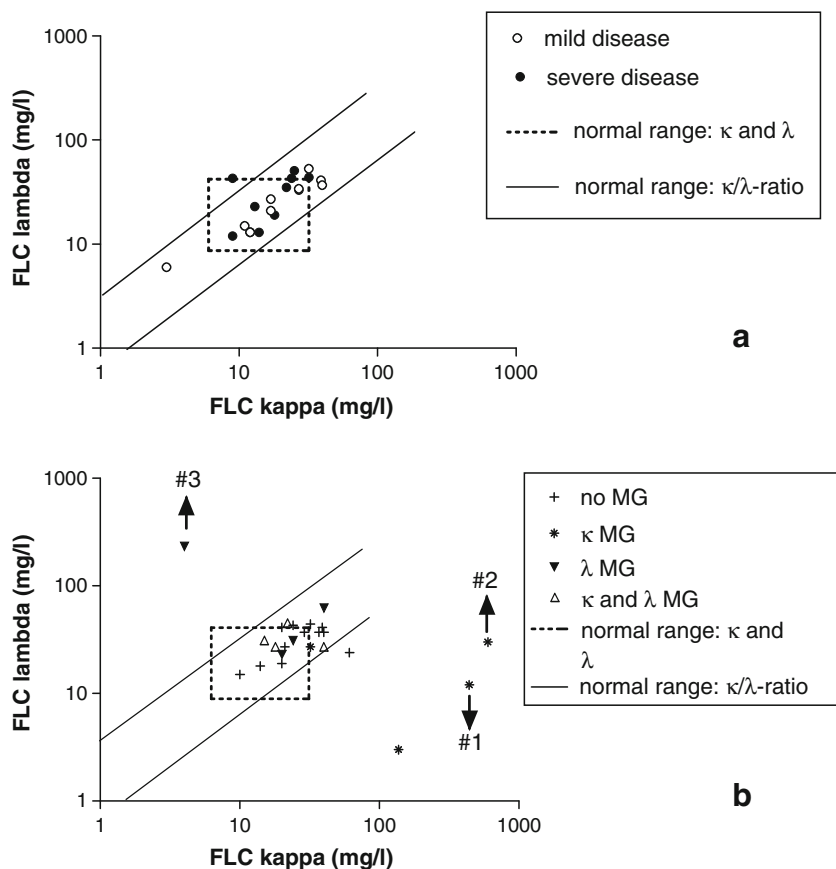 1000
100
10
1
FLC lambda (mg/l)
1
10
100
1000
FLC kappa (mg/l)
mild disease
severe disease
normal range: κ and λ
normal range: κ/λ-ratio
a
1000
100
10
1
FLC lambda (mg/l)
#3
#2
#1
1
10
100
1000
FLC kappa (mg/l)
no MG
κ MG
λ MG
κ and λ MG
normal range: κ and
λ
normal range: κ/λ-ratio
b